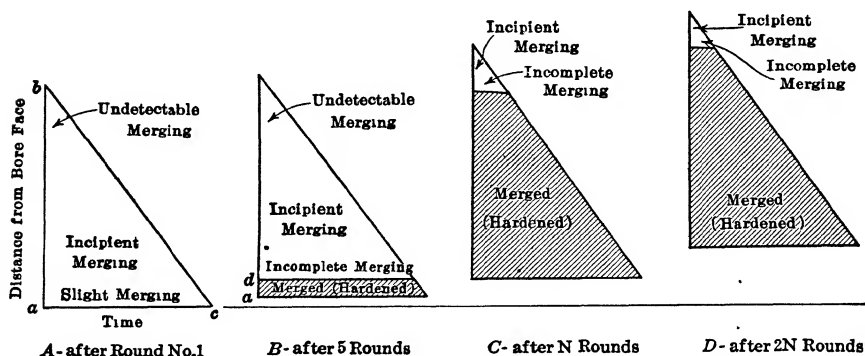 Distance from Bore Face
b
Undetectable
Merging
Incipient
Merging
Slight Merging
a
c
Time
A- after Round No.1
Undetectable
Merging
Incipient
Merging
Incomplete Merging
d
Merged (Hardened)
a
B- after 5 Rounds
Incipient
Merging
Incomplete
Merging
Merged
(Hardened)
C- after N Rounds
Incipient
Merging
Incomplete
Merging
Merged
(Hardened)
D- after 2N Rounds